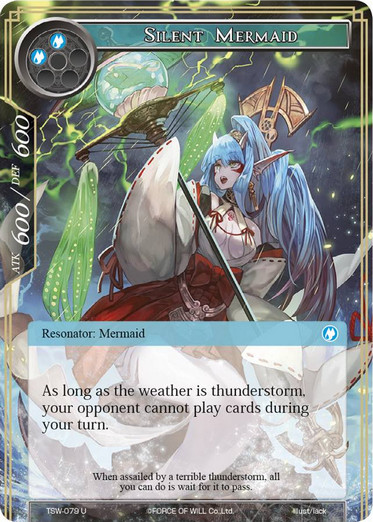 Silent Mermaid
ATK 600 / DEF 600
Resonator: Mermaid
As long as the weather is thunderstorm,
your opponent cannot play cards during
your turn.
When assailed by a terrible thunderstorm, all
you can do is wait for it to pass.
TSW-079 U ©FORCE OF WILL Co.,Ltd. Illust/lack